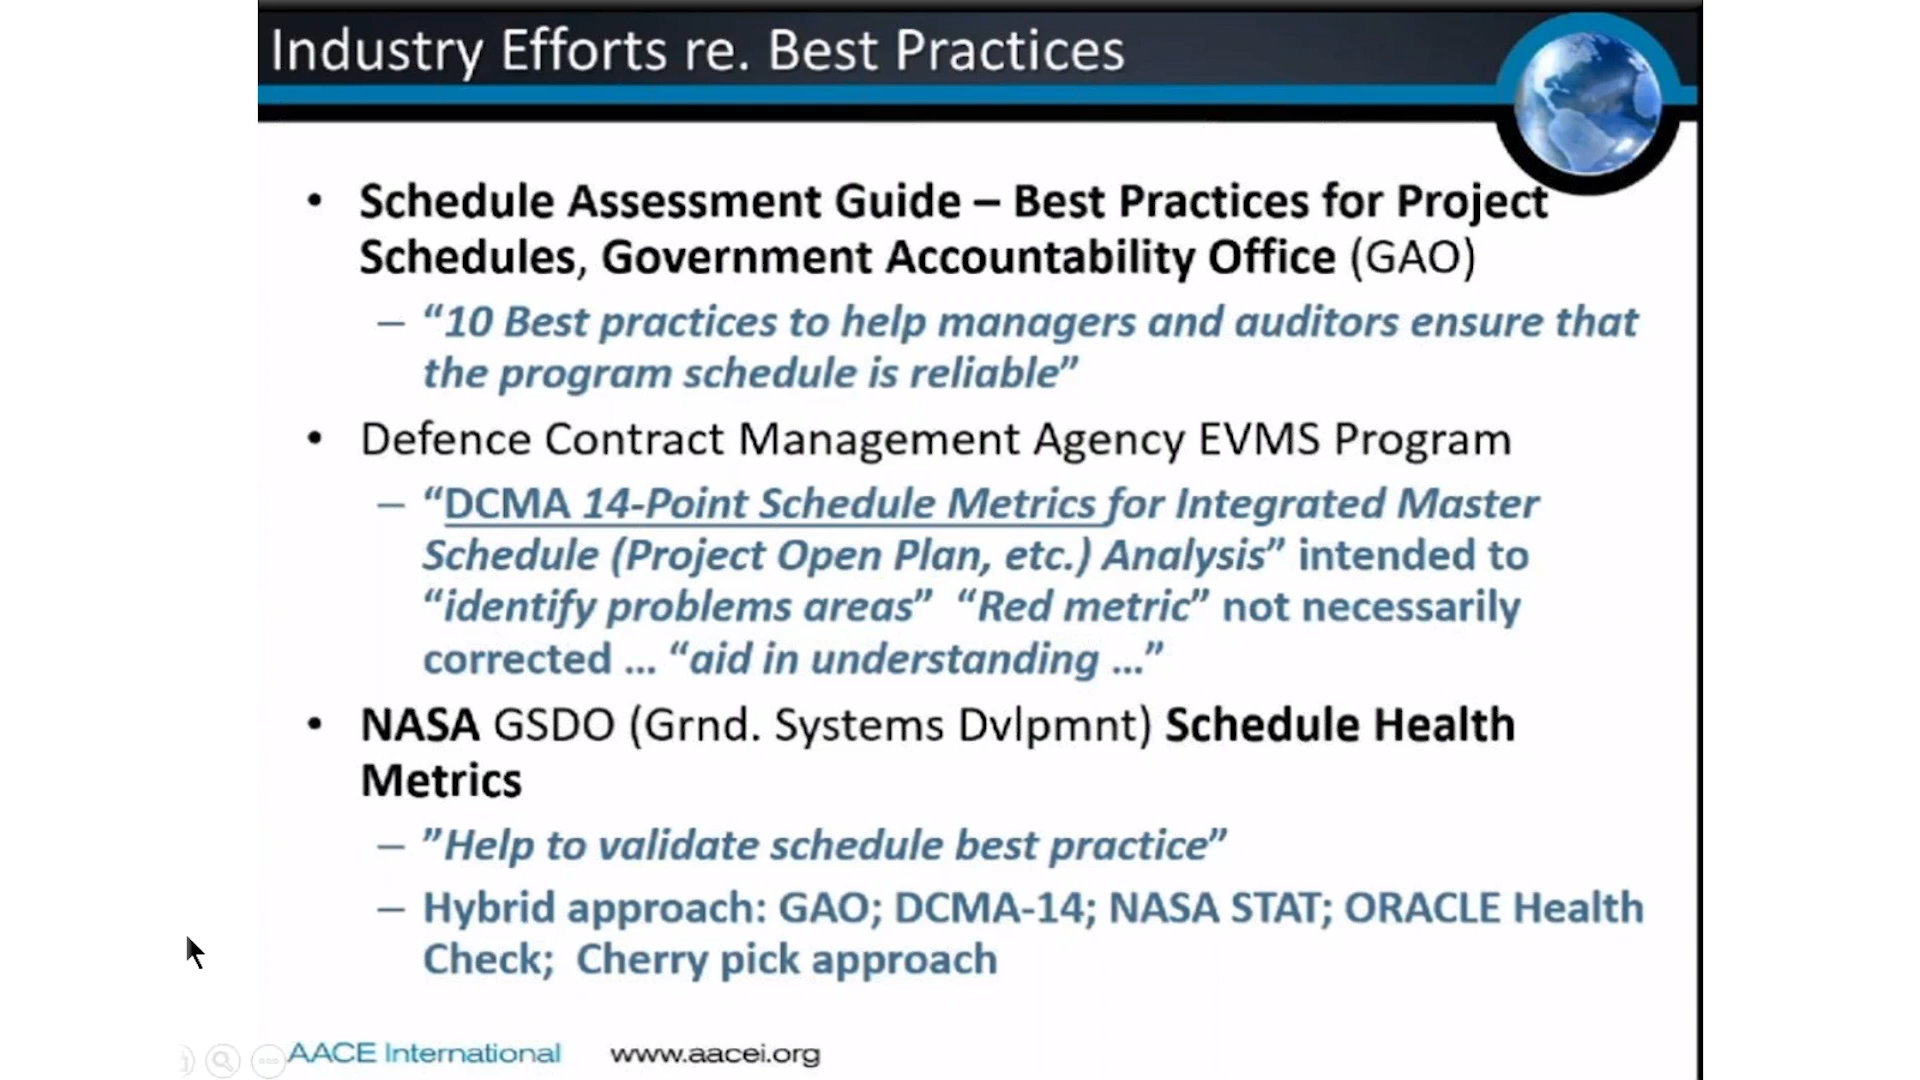 Industry Efforts re. Best Practices
• Schedule Assessment Guide – Best Practices for Project
Schedules, Government Accountability Office (GAO)
– “10 Best practices to help managers and auditors ensure that
the program schedule is reliable”
• Defence Contract Management Agency EVMS Program
– “DCMA 14-Point Schedule Metrics for Integrated Master
Schedule (Project Open Plan, etc.) Analysis” intended to
“identify problems areas”  “Red metric” not necessarily
corrected … “aid in understanding …”
• NASA GSDO (Grnd. Systems Dvlpmnt) Schedule Health
Metrics
– ”Help to validate schedule best practice”
– Hybrid approach: GAO; DCMA-14; NASA STAT; ORACLE Health
Check;  Cherry pick approach
AACE International www.aacei.org